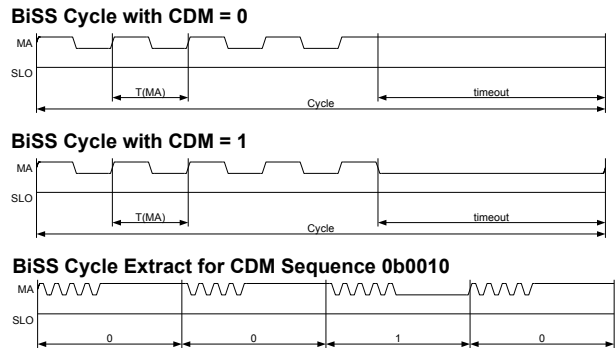 BiSS Cycle with CDM = 0
MA
SLO
T(MA)
timeout
Cycle
BiSS Cycle with CDM = 1
MA
SLO
T(MA)
timeout
Cycle
BiSS Cycle Extract for CDM Sequence 0b0010
MA
SLO
0 0 1 0